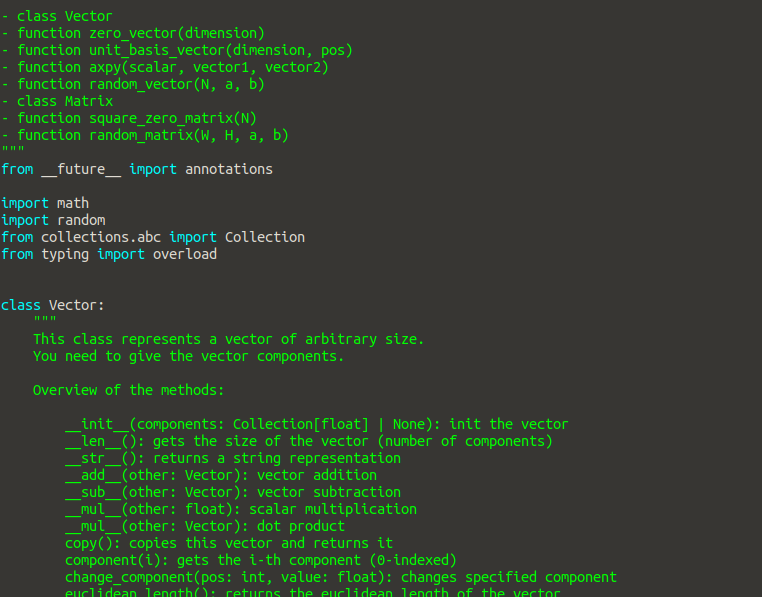 - class Vector
- function zero_vector(dimension)
- function unit_basis_vector(dimension, pos)
- function axpy(scalar, vector1, vector2)
- function random_vector(N, a, b)
- class Matrix
- function square_zero_matrix(N)
- function random_matrix(W, H, a, b)
"""
from __future__ import annotations

import math
import random
from collections.abc import Collection
from typing import overload


class Vector:
    """
    This class represents a vector of arbitrary size.
    You need to give the vector components.

    Overview of the methods:

        __init__(components: Collection[float] | None): init the vector
        __len__(): gets the size of the vector (number of components)
        __str__(): returns a string representation
        __add__(other: Vector): vector addition
        __sub__(other: Vector): vector subtraction
        __mul__(other: float): scalar multiplication
        __mul__(other: Vector): dot product
        copy(): copies this vector and returns it
        component(i): gets the i-th component (0-indexed)
        change_component(pos: int, value: float): changes specified component
        euclidean_length(): returns the euclidean length of the vector